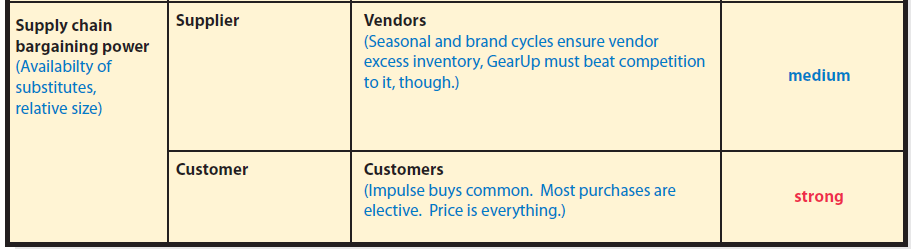 Supply chain
bargaining power
(Availabilty of
substitutes,
relative size)
Supplier
Vendors
(Seasonal and brand cycles ensure vendor
excess inventory, GearUp must beat competition
to it, though.)
medium
Customer
Customers
(Impulse buys common. Most purchases are
elective. Price is everything.)
strong